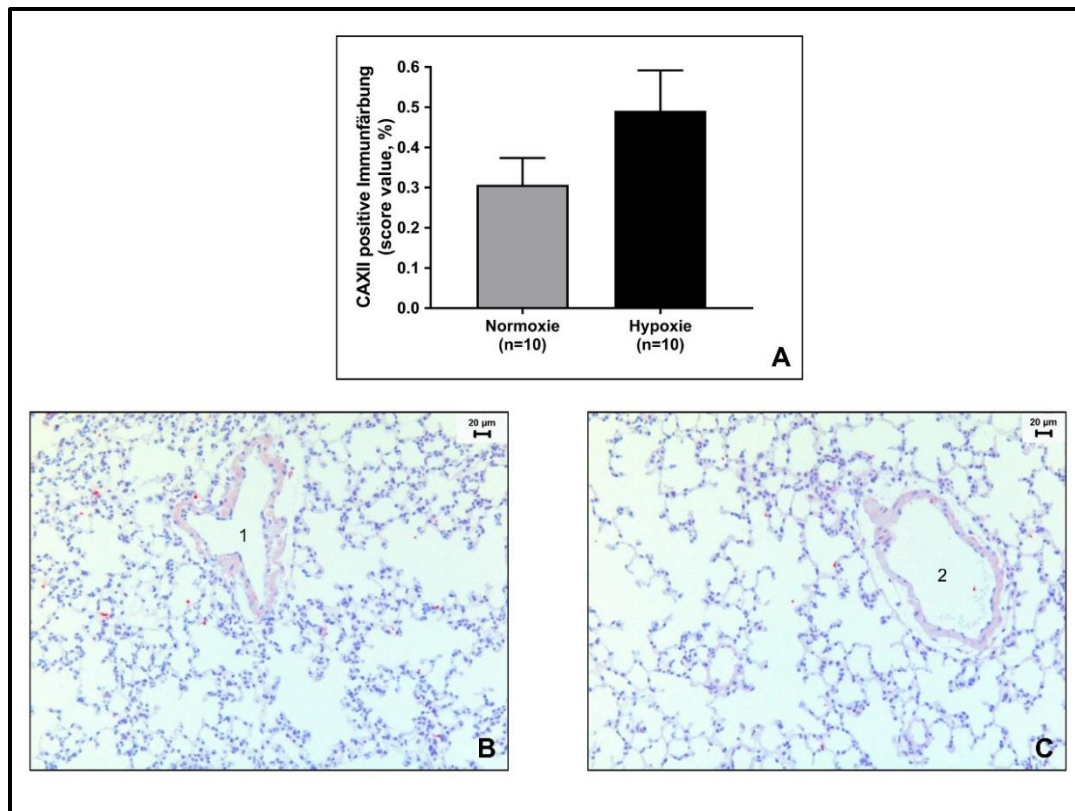 CAXII positive Immunfärbung
(score value, %)
0.6
0.5
0.4
0.3
0.2
0.1
0.0
Normoxie
(n=10)
Hypoxie
(n=10)
A
20 µm
1
B
20 µm
2
C